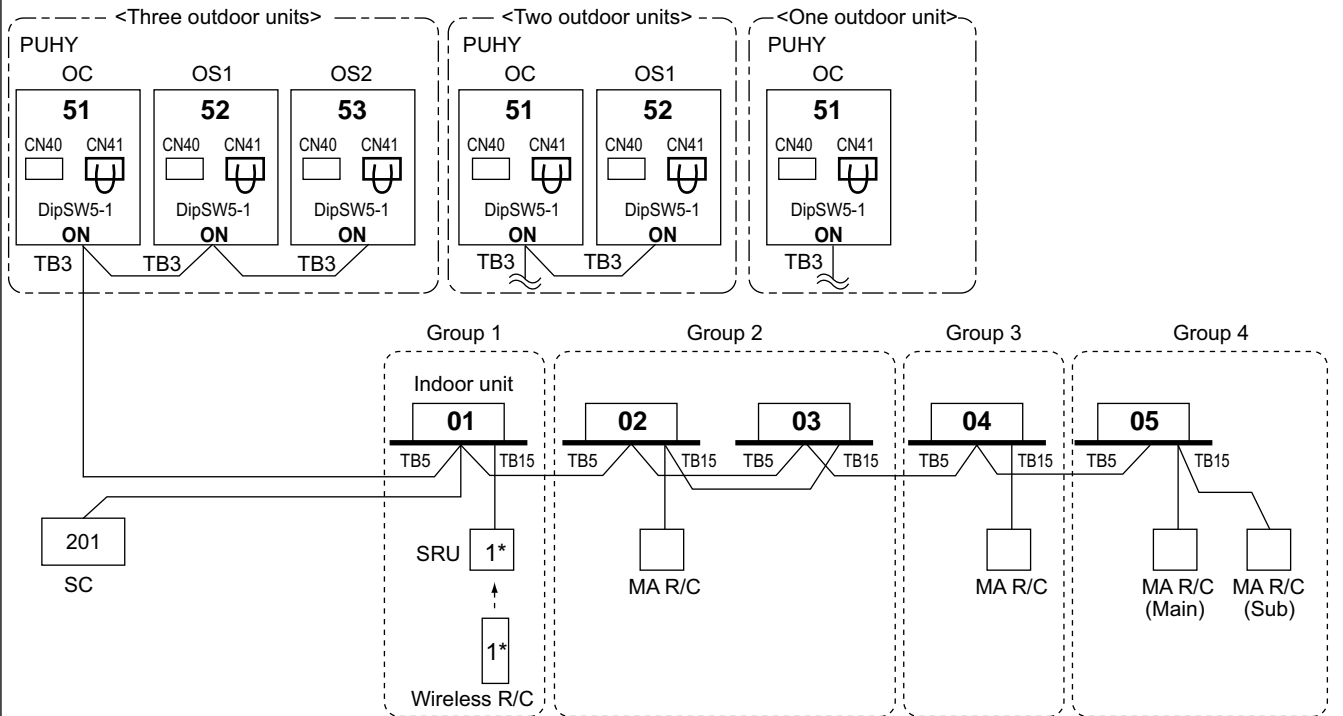 <Three outdoor units> <Two outdoor units> <One outdoor unit>
PUHY PUHY PUHY
OC OS1 OS2 OC OS1 OC
51 52 53 51 52 51
CN40 CN41 CN40 CN41 CN40 CN41 CN40 CN41 CN40 CN41 CN40 CN41
DipSW5-1 DipSW5-1 DipSW5-1 DipSW5-1 DipSW5-1 DipSW5-1
ON ON ON ON ON ON
TB3 TB3 TB3 TB3 TB3 TB3
Group 1 Group 2 Group 3 Group 4
Indoor unit
01 02 03 04 05
TB5 TB15 TB5 TB15 TB5 TB15 TB5 TB15 TB5 TB15
201 SRU 1*
SC MA R/C MA R/C MA R/C MA R/C
(Main) (Sub)
1*
Wireless R/C